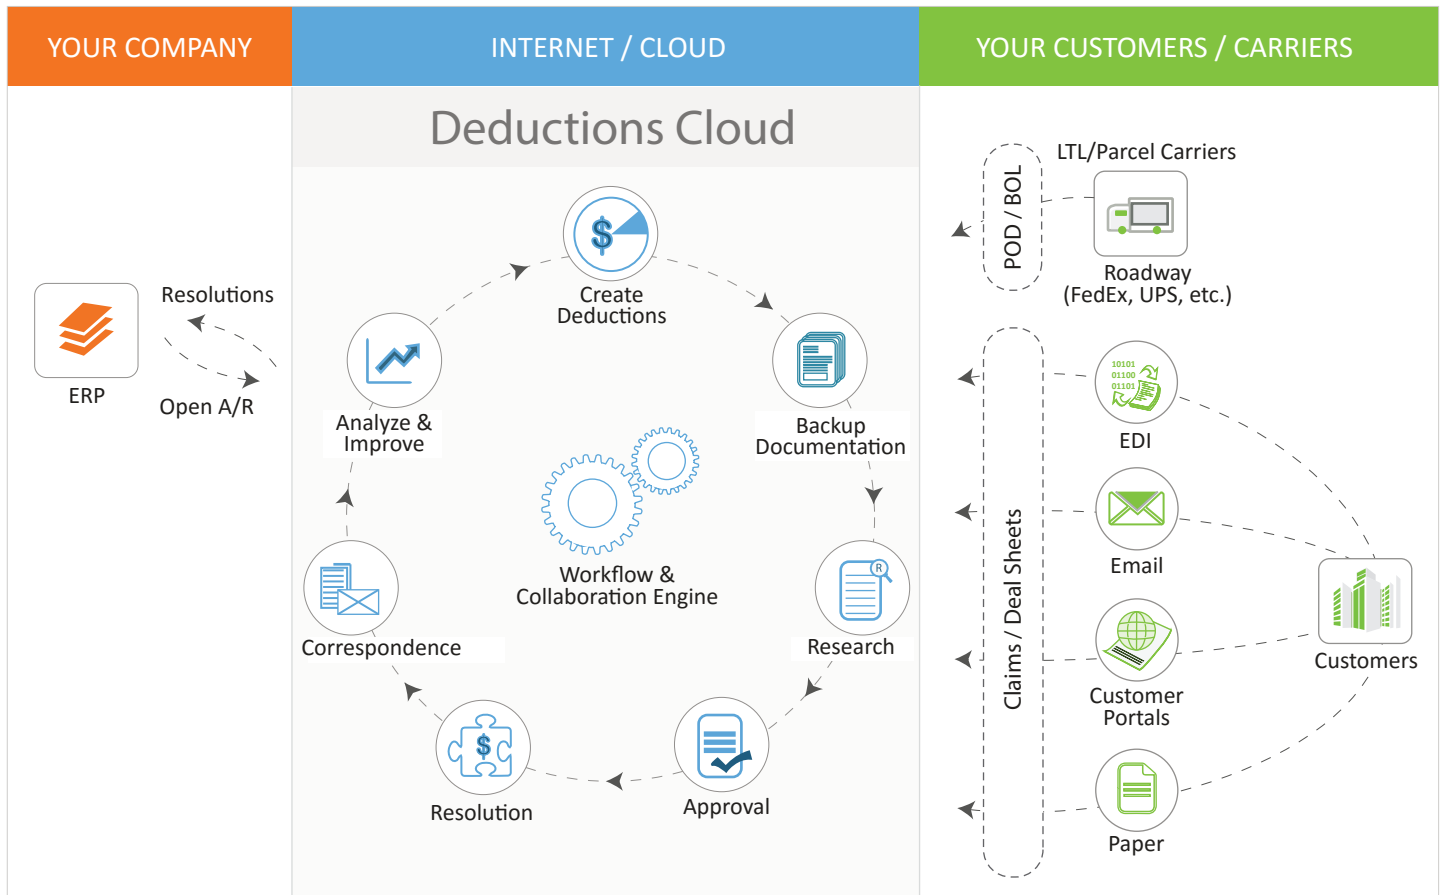 YOUR COMPANY
INTERNET / CLOUD
YOUR CUSTOMERS / CARRIERS
Deductions Cloud
Resolutions
ERP
Open A/R
$
Create
Deductions
Backup
Documentation
R
Research
Approval
$
Resolution
Correspondence
Analyze &
Improve
Workflow &
Collaboration Engine
POD / BOL
LTL/Parcel Carriers
Roadway
(FedEx, UPS, etc.)
Claims / Deal Sheets
10101
01100
01101
EDI
Email
Customer
Portals
Paper
Customers